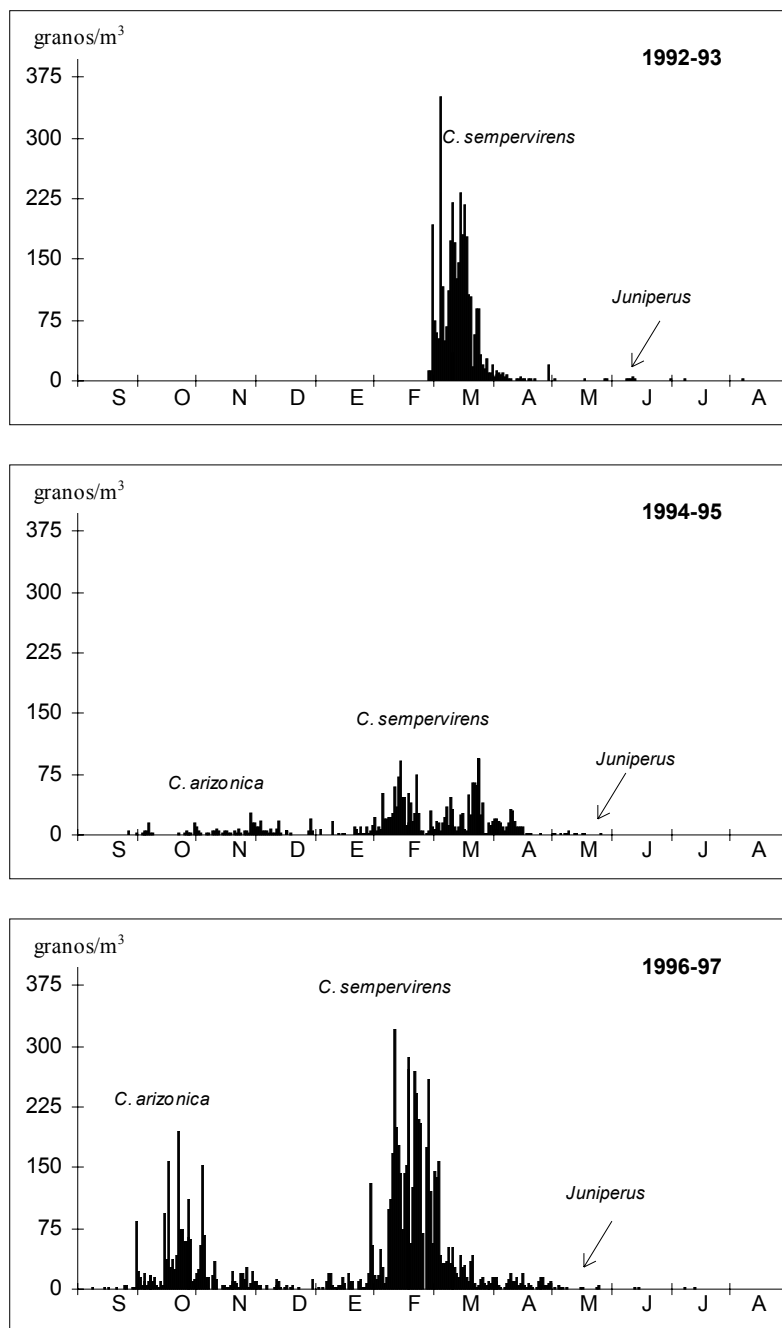 granos/m³
1992-93
375
300
C. sempervirens
225
150
Juniperus
75
0
S O N D E F M A M J J A
granos/m³
1994-95
375
300
225
150
C. sempervirens
C. arizonica
Juniperus
75
0
S O N D E F M A M J J A
granos/m³
1996-97
375
C. sempervirens
300
C. arizonica
225
150
Juniperus
75
0
S O N D E F M A M J J A